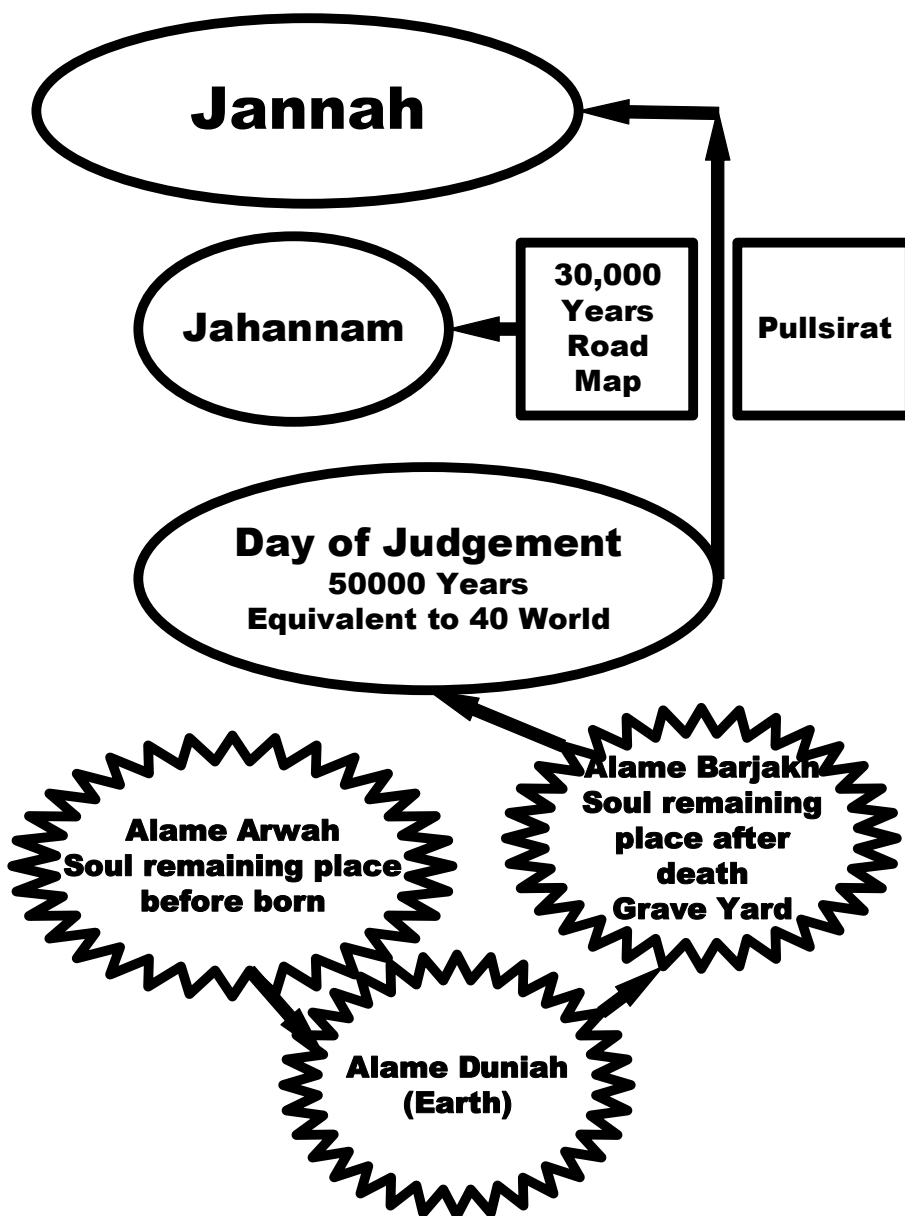 Jannah
Jahannam
30,000
Years
Road
Map
Pullsirat
Day of Judgement
50000 Years
Equivalent to 40 World
Alame Arwah
Soul remaining place
before born
Alame Barjakh
Soul remaining
place after
death
Grave Yard
Alame Duniah
(Earth)